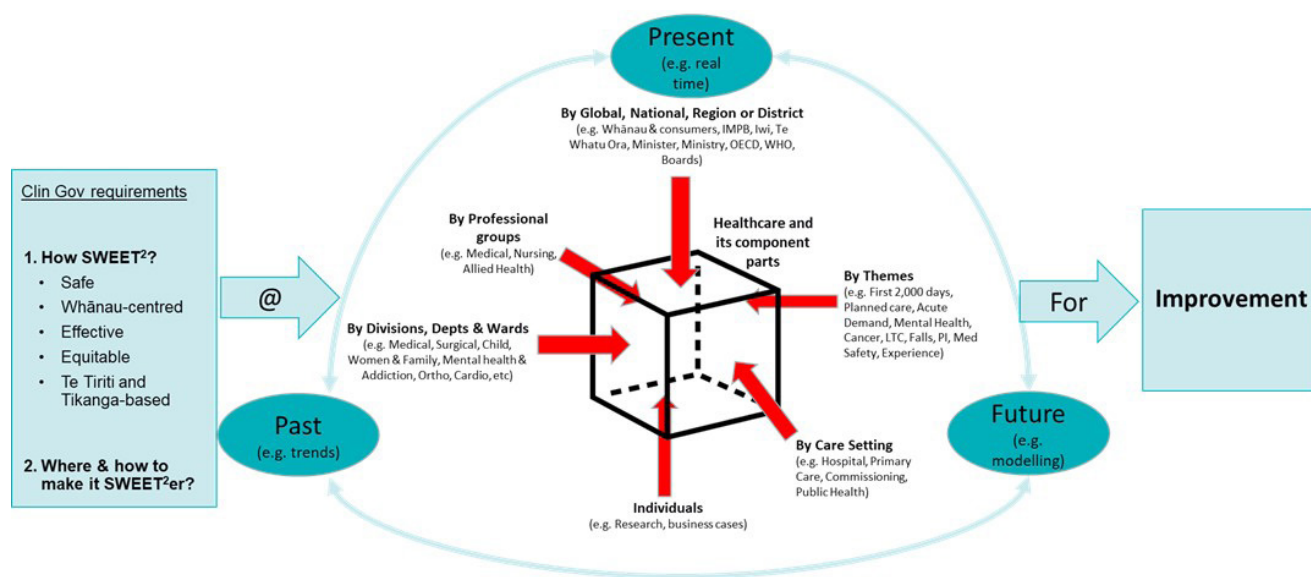 Clin Gov requirements
1. How SWEET²?
• Safe
• Whānau-centred
• Effective
• Equitable
• Te Tiriti and
Tikanga-based
2. Where & how to
make it SWEET²er?
@
Past
(e.g. trends)
Present
(e.g. real
time)
By Global, National, Region or District
(e.g. Whānau & consumers, IMPB, Iwi, Te
Whatu Ora, Minister, Ministry, OECD, WHO,
Boards)
By Professional
groups
(e.g. Medical, Nursing,
Allied Health)
Healthcare and
its component
parts
By Divisions, Depts & Wards
(e.g. Medical, Surgical, Child,
Women & Family, Mental health &
Addiction, Ortho, Cardio, etc)
By Themes
(e.g. First 2,000 days,
Planned care, Acute
Demand, Mental Health,
Cancer, LTC, Falls, PI, Med
Safety, Experience)
By Care Setting
(e.g. Hospital, Primary
Care, Commissioning,
Public Health)
Individuals
(e.g. Research, business cases)
Future
(e.g.
modelling)
For
Improvement